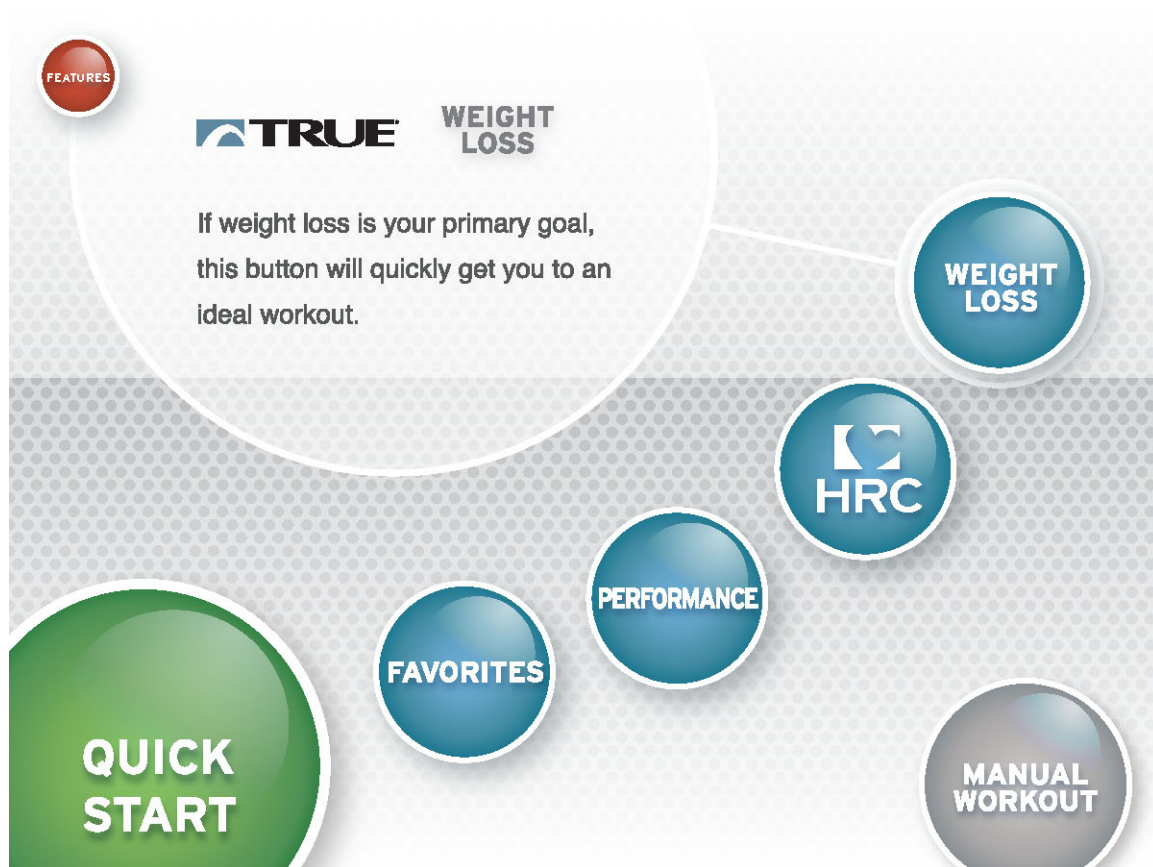 FEATURES
TRUE
WEIGHT
LOSS
If weight loss is your primary goal,
this button will quickly get you to an
ideal workout.
WEIGHT
LOSS
HRC
PERFORMANCE
FAVORITES
QUICK
START
MANUAL
WORKOUT